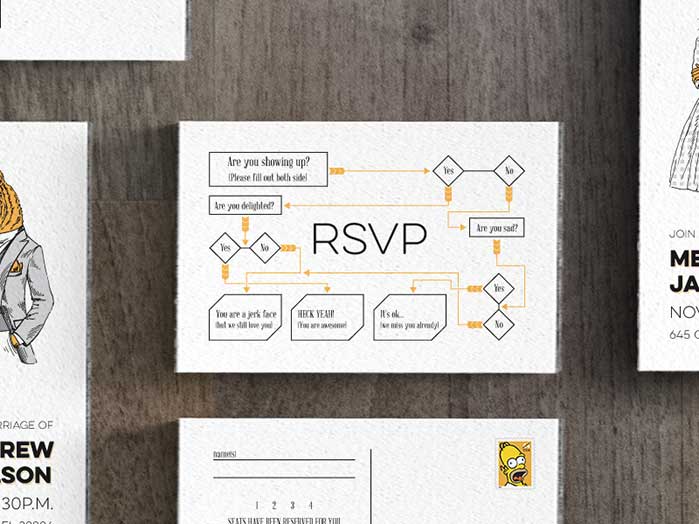 Are you showing up?
(Please fill out both side)
Yes
No
Are you delighted?
Are you sad?
RSVP
Yes
No
Yes
No
You are a jerk face
(but we still love you)
HECK YEAH!
(You are awesome)
It's ok...
(we miss you already)
RRIAGE OF
REW
SON
30P.M.
JOIN
ME
JA
NOV
645
name(s)
1 2 3 4
SEATS HAVE BEEN RESERVED FOR YOU